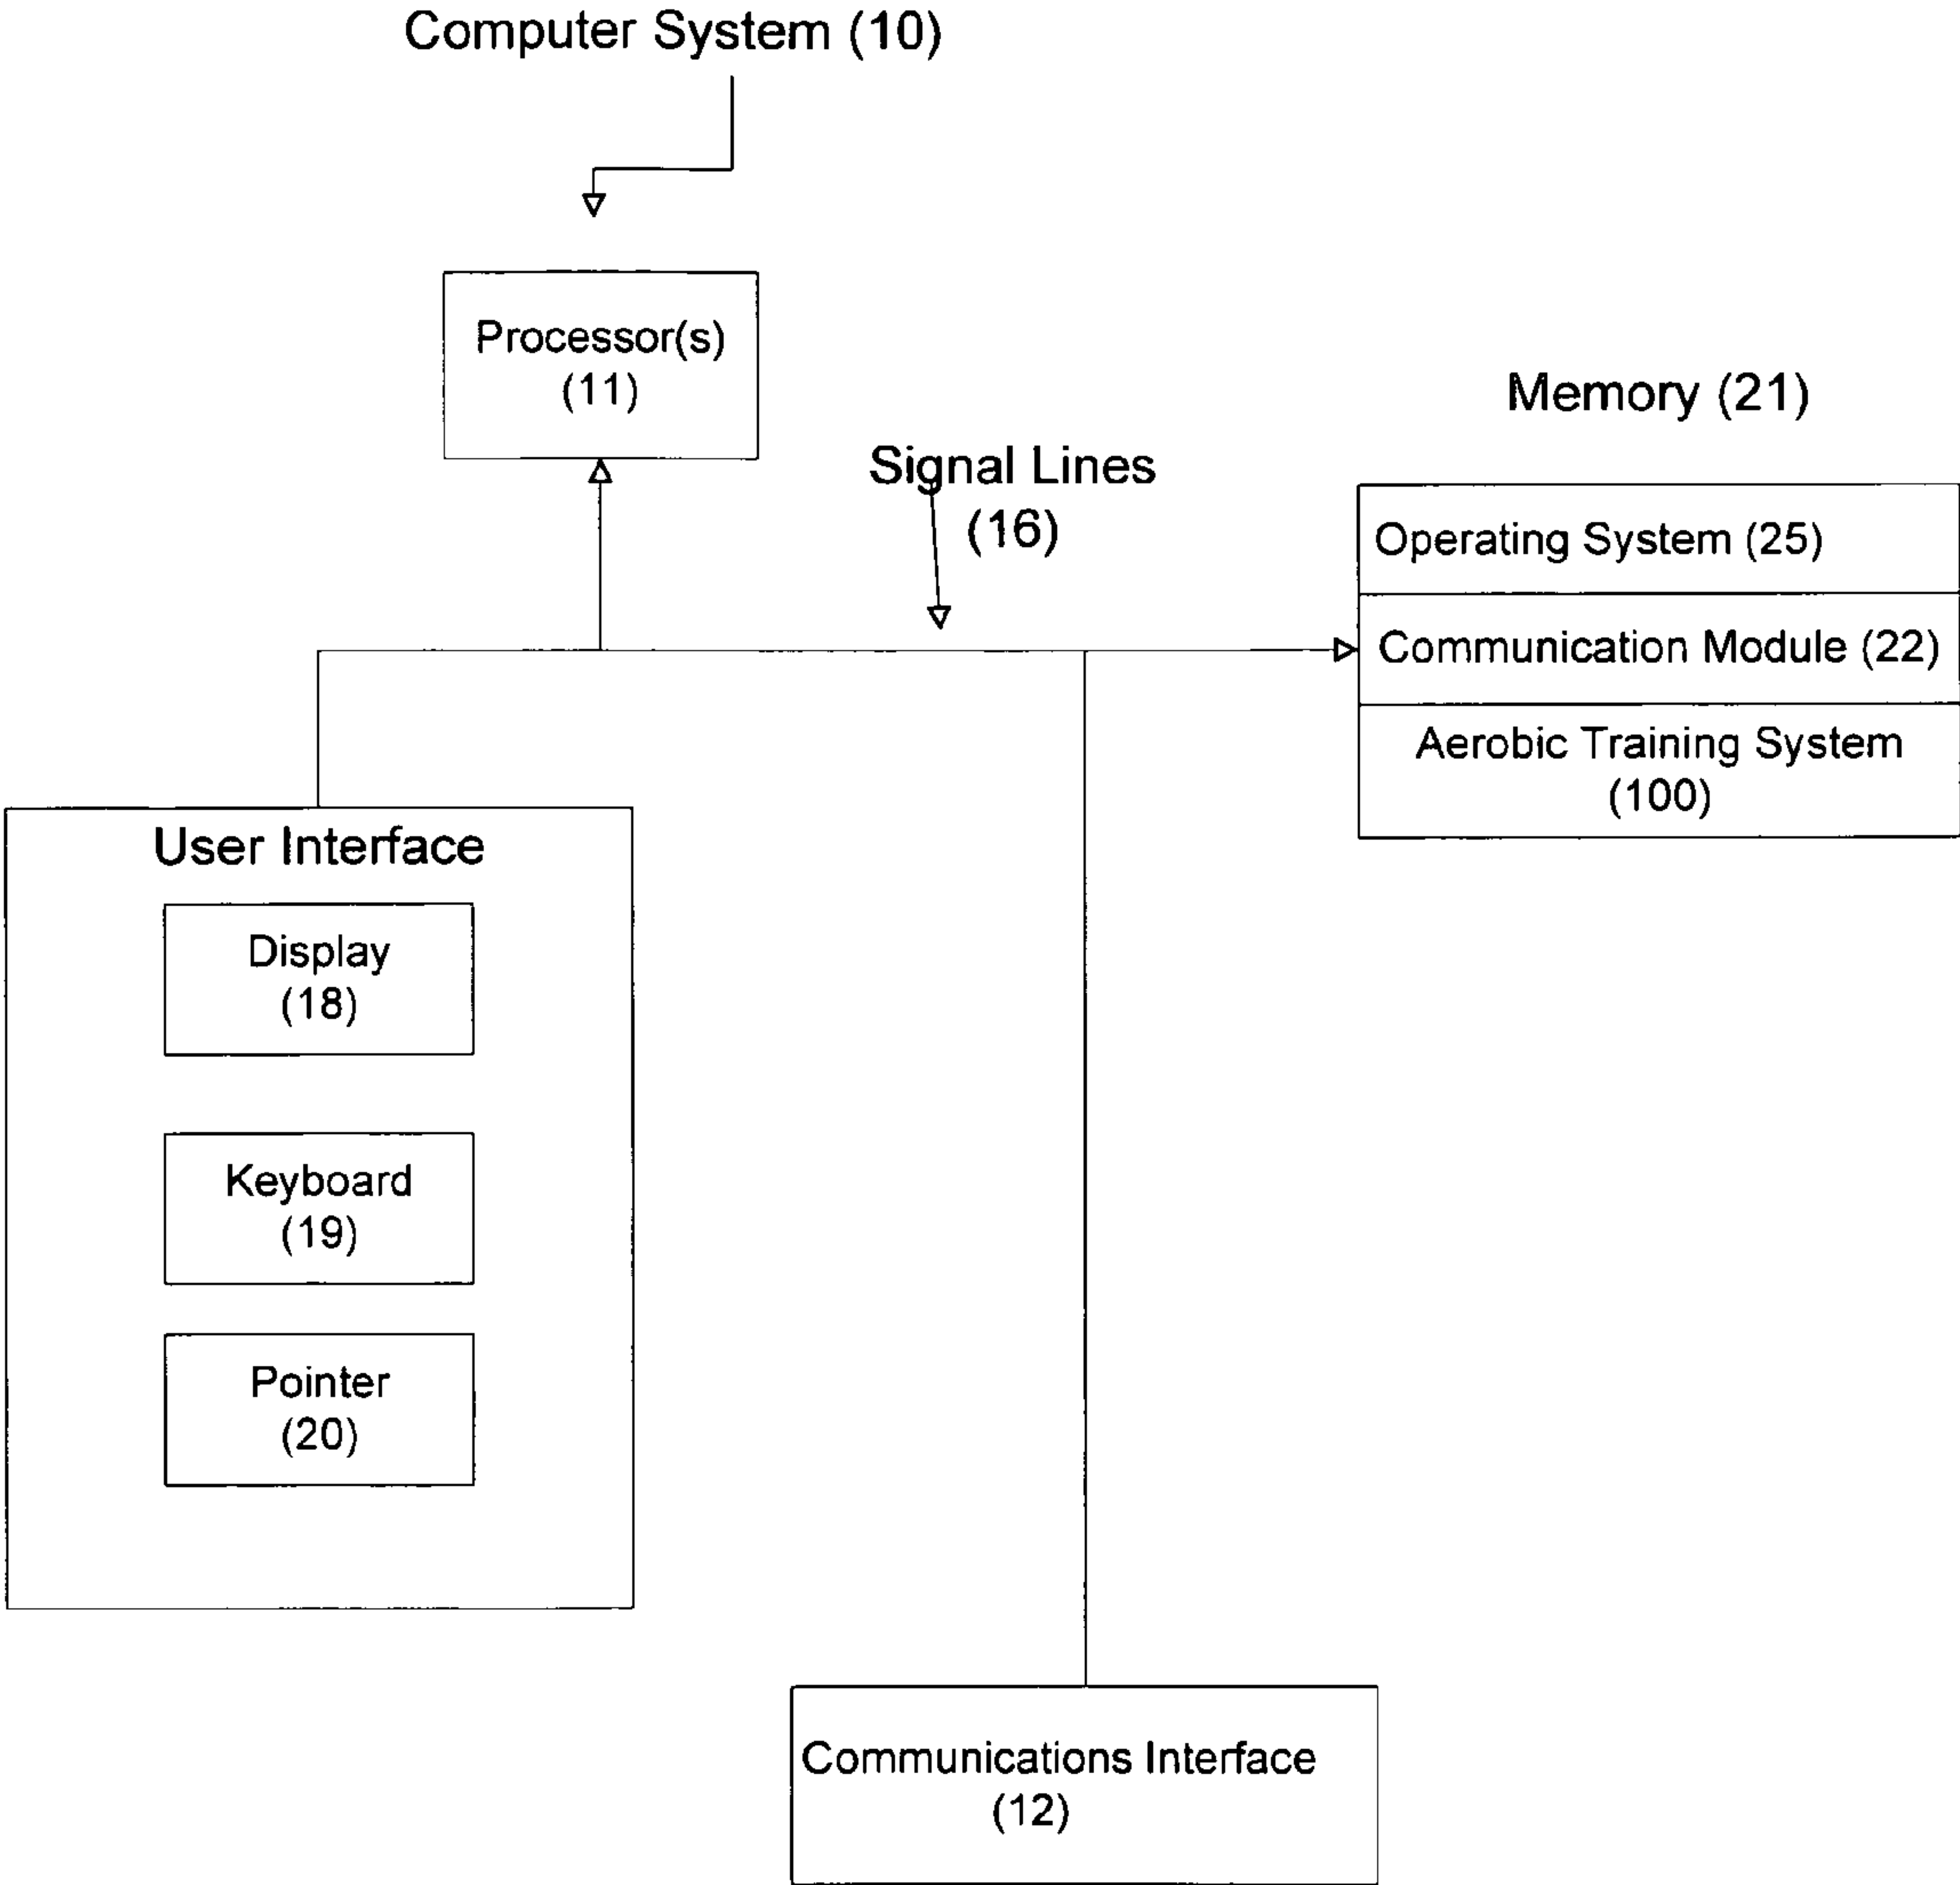 Computer System (10)
Processor(s)
(11)
Memory (21)
Signal Lines
(16)
Operating System (25)
Communication Module (22)
Aerobic Training System
(100)
User Interface
Display
(18)
Keyboard
(19)
Pointer
(20)
Communications Interface
(12)